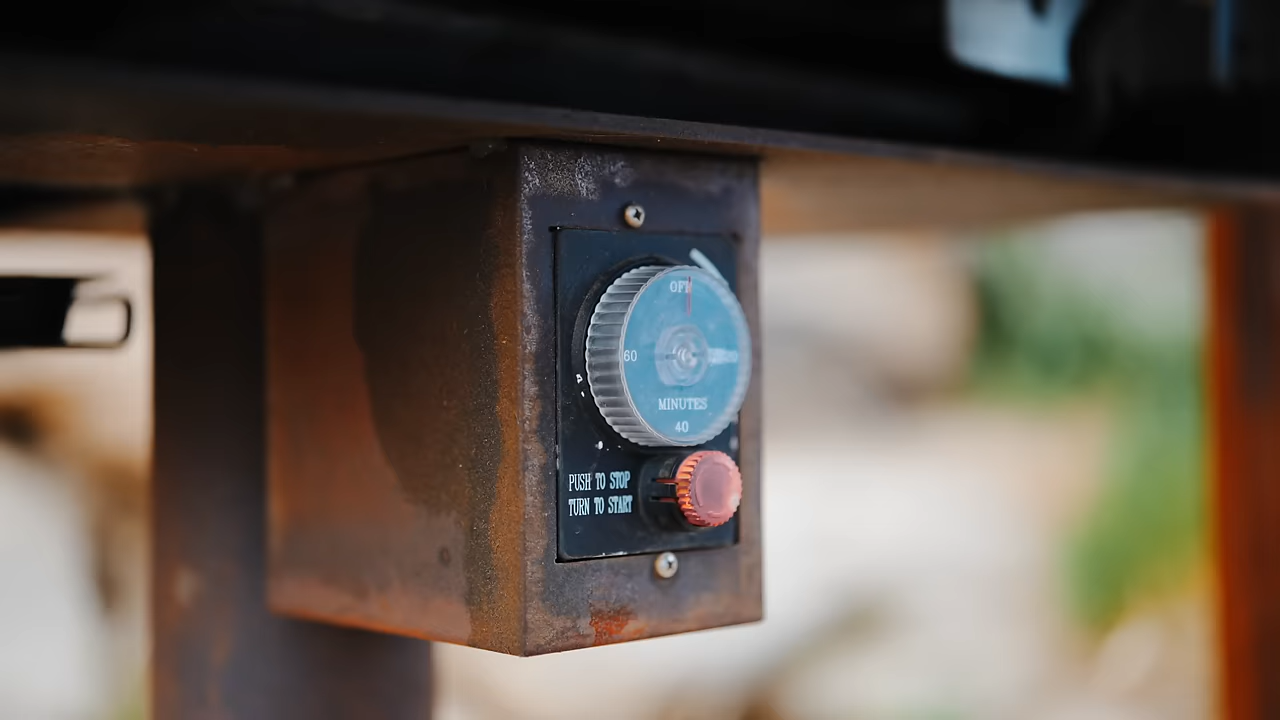 OFF
60
MINUTES
40
PUSH TO STOP
TURN TO START